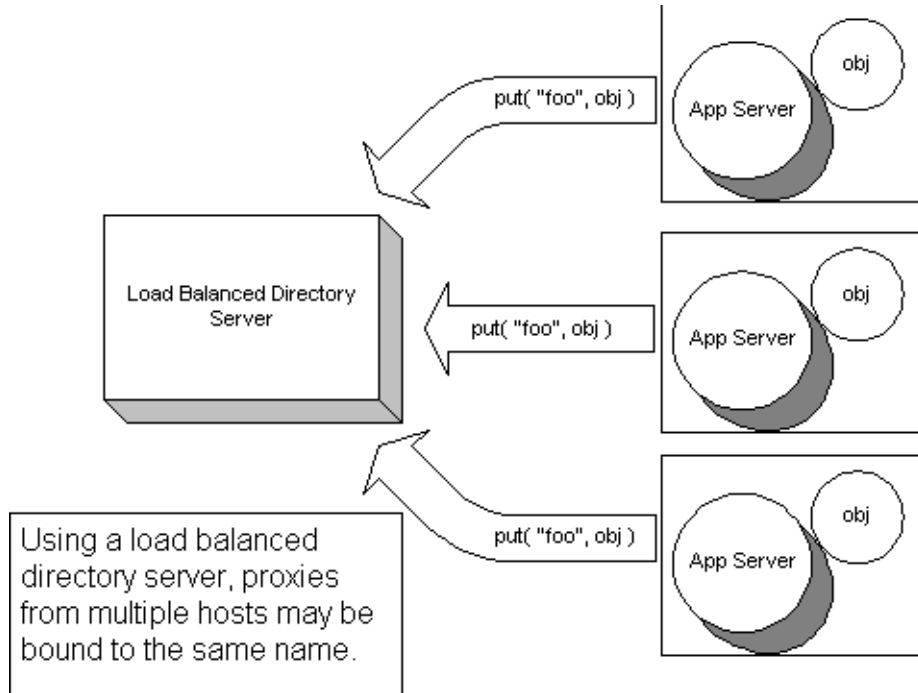 put( "foo", obj )
App Server
obj
Load Balanced Directory
Server
put( "foo", obj )
App Server
obj
put( "foo", obj )
App Server
obj
Using a load balanced
directory server, proxies
from multiple hosts may be
bound to the same name.